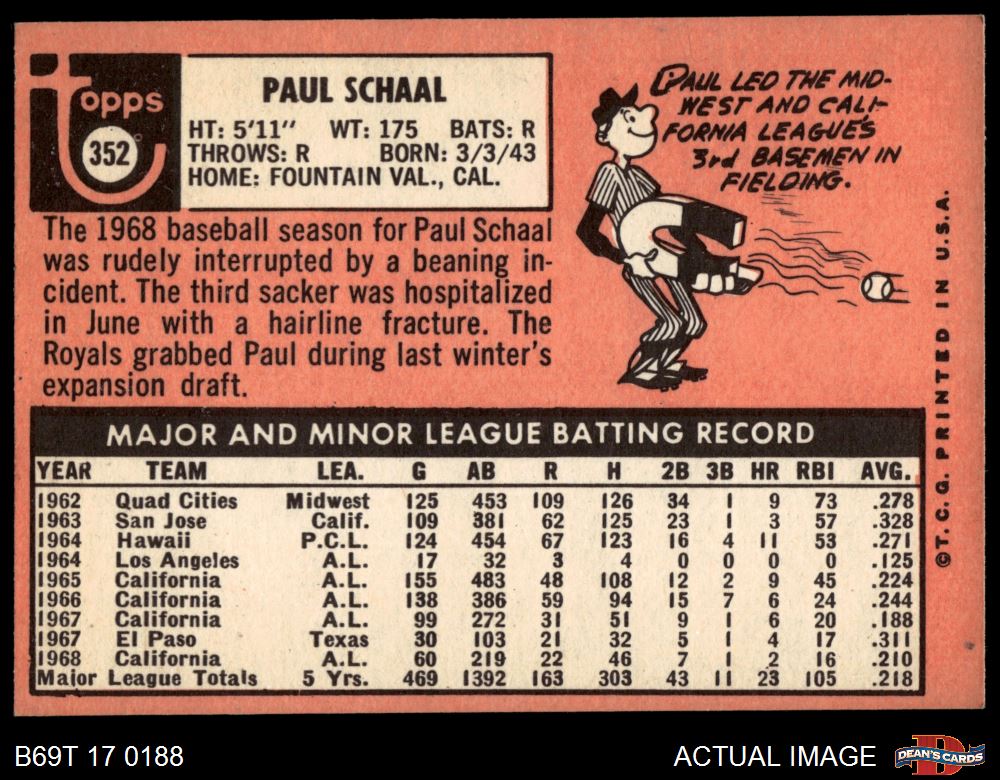 Topps
352
PAUL SCHAAL
HT: 5'11" WT: 175 BATS: R
THROWS: R BORN: 3/3/43
HOME: FOUNTAIN VAL., CAL.
PAUL LED THE MID-
WEST AND CALI-
FORNIA LEAGUE'S
3rd BASEMEN IN
FIELDING.
The 1968 baseball season for Paul Schaal
was rudely interrupted by a beaning in-
cident. The third sacker was hospitalized
in June with a hairline fracture. The
Royals grabbed Paul during last winter's
expansion draft.
MAJOR AND MINOR LEAGUE BATTING RECORD
YEAR TEAM LEA. G AB R H 2B 3B HR RBI AVG.
1962 Quad Cities Midwest 125 453 109 126 34 1 9 73 .278
1963 San Jose Calif. 109 381 62 125 23 1 3 57 .328
1964 Hawaii P.C.L. 124 454 67 123 16 4 11 53 .271
1964 Los Angeles A.L. 17 32 3 4 0 0 0 0 .125
1965 California A.L. 155 483 48 108 12 2 9 45 .224
1966 California A.L. 138 386 59 94 15 7 6 24 .244
1967 California A.L. 99 272 31 51 9 1 6 20 .188
1967 El Paso Texas 30 103 21 32 5 1 4 17 .311
1968 California A.L. 60 219 22 46 7 1 2 16 .210
Major League Totals 5 Yrs. 469 1392 163 303 43 11 23 105 .218
©T.C.G. PRINTED IN U.S.A.
B69T 17 0188
ACTUAL IMAGE
DEAN'S CARDS